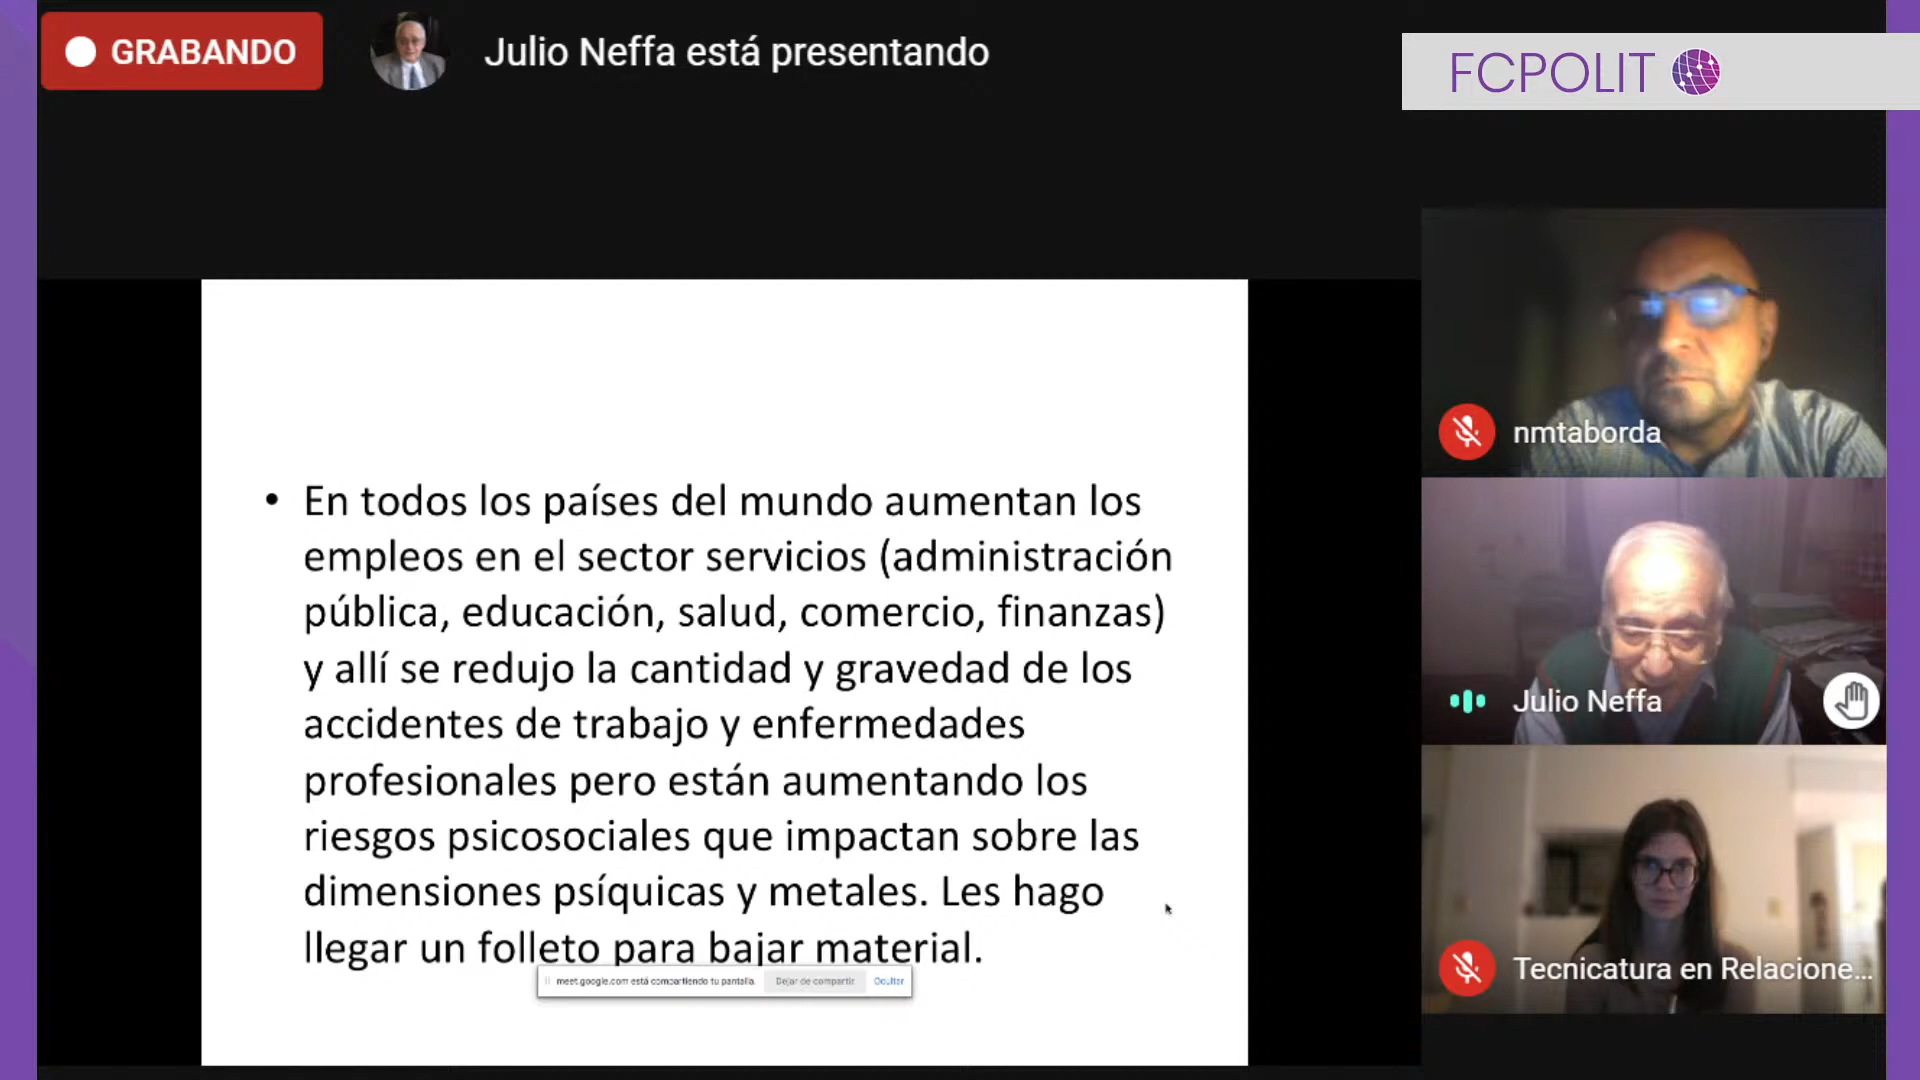 GRABANDO
Julio Neffa está presentando
FCPOLIT
• En todos los países del mundo aumentan los
empleos en el sector servicios (administración
pública, educación, salud, comercio, finanzas)
y allí se redujo la cantidad y gravedad de los
accidentes de trabajo y enfermedades
profesionales pero están aumentando los
riesgos psicosociales que impactan sobre las
dimensiones psíquicas y metales. Les hago
llegar un folleto para bajar material.
meet.google.com está compartiendo tu pantalla. Dejar de compartir Ocultar
nmtaborda
Julio Neffa
Tecnicatura en Relacione...